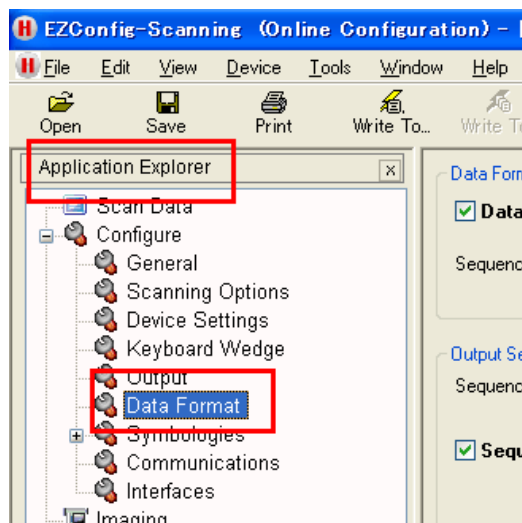 H EZConfig-Scanning (Online Configuration) - [
H File Edit View Device Tools Window Help
Open Save Print Write To... Write To
Application Explorer x
Scan Data
Configure
General
Scanning Options
Device Settings
Keyboard Wedge
Output
Data Format
Symbologies
Communications
Interfaces
Imaging
Data Form
Data
Sequenc
Output Se
Sequenc
Sequ